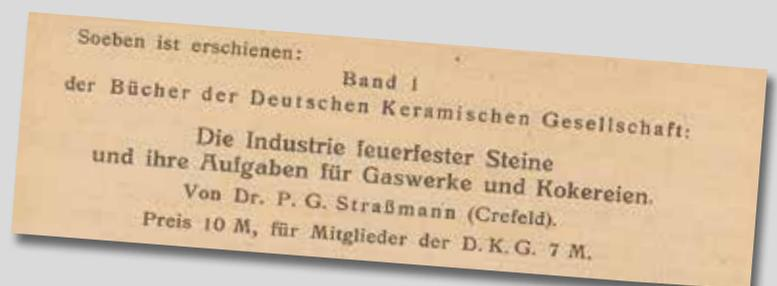 Soeben ist erschienen:
Band I
der Bücher der Deutschen Keramischen Gesellschaft:
Die Industrie feuerfester Steine
und ihre Aufgaben für Gaswerke und Kokereien.
Von Dr. P. G. Straßmann (Crefeld).
Preis 10 M, für Mitglieder der D. K. G. 7 M.